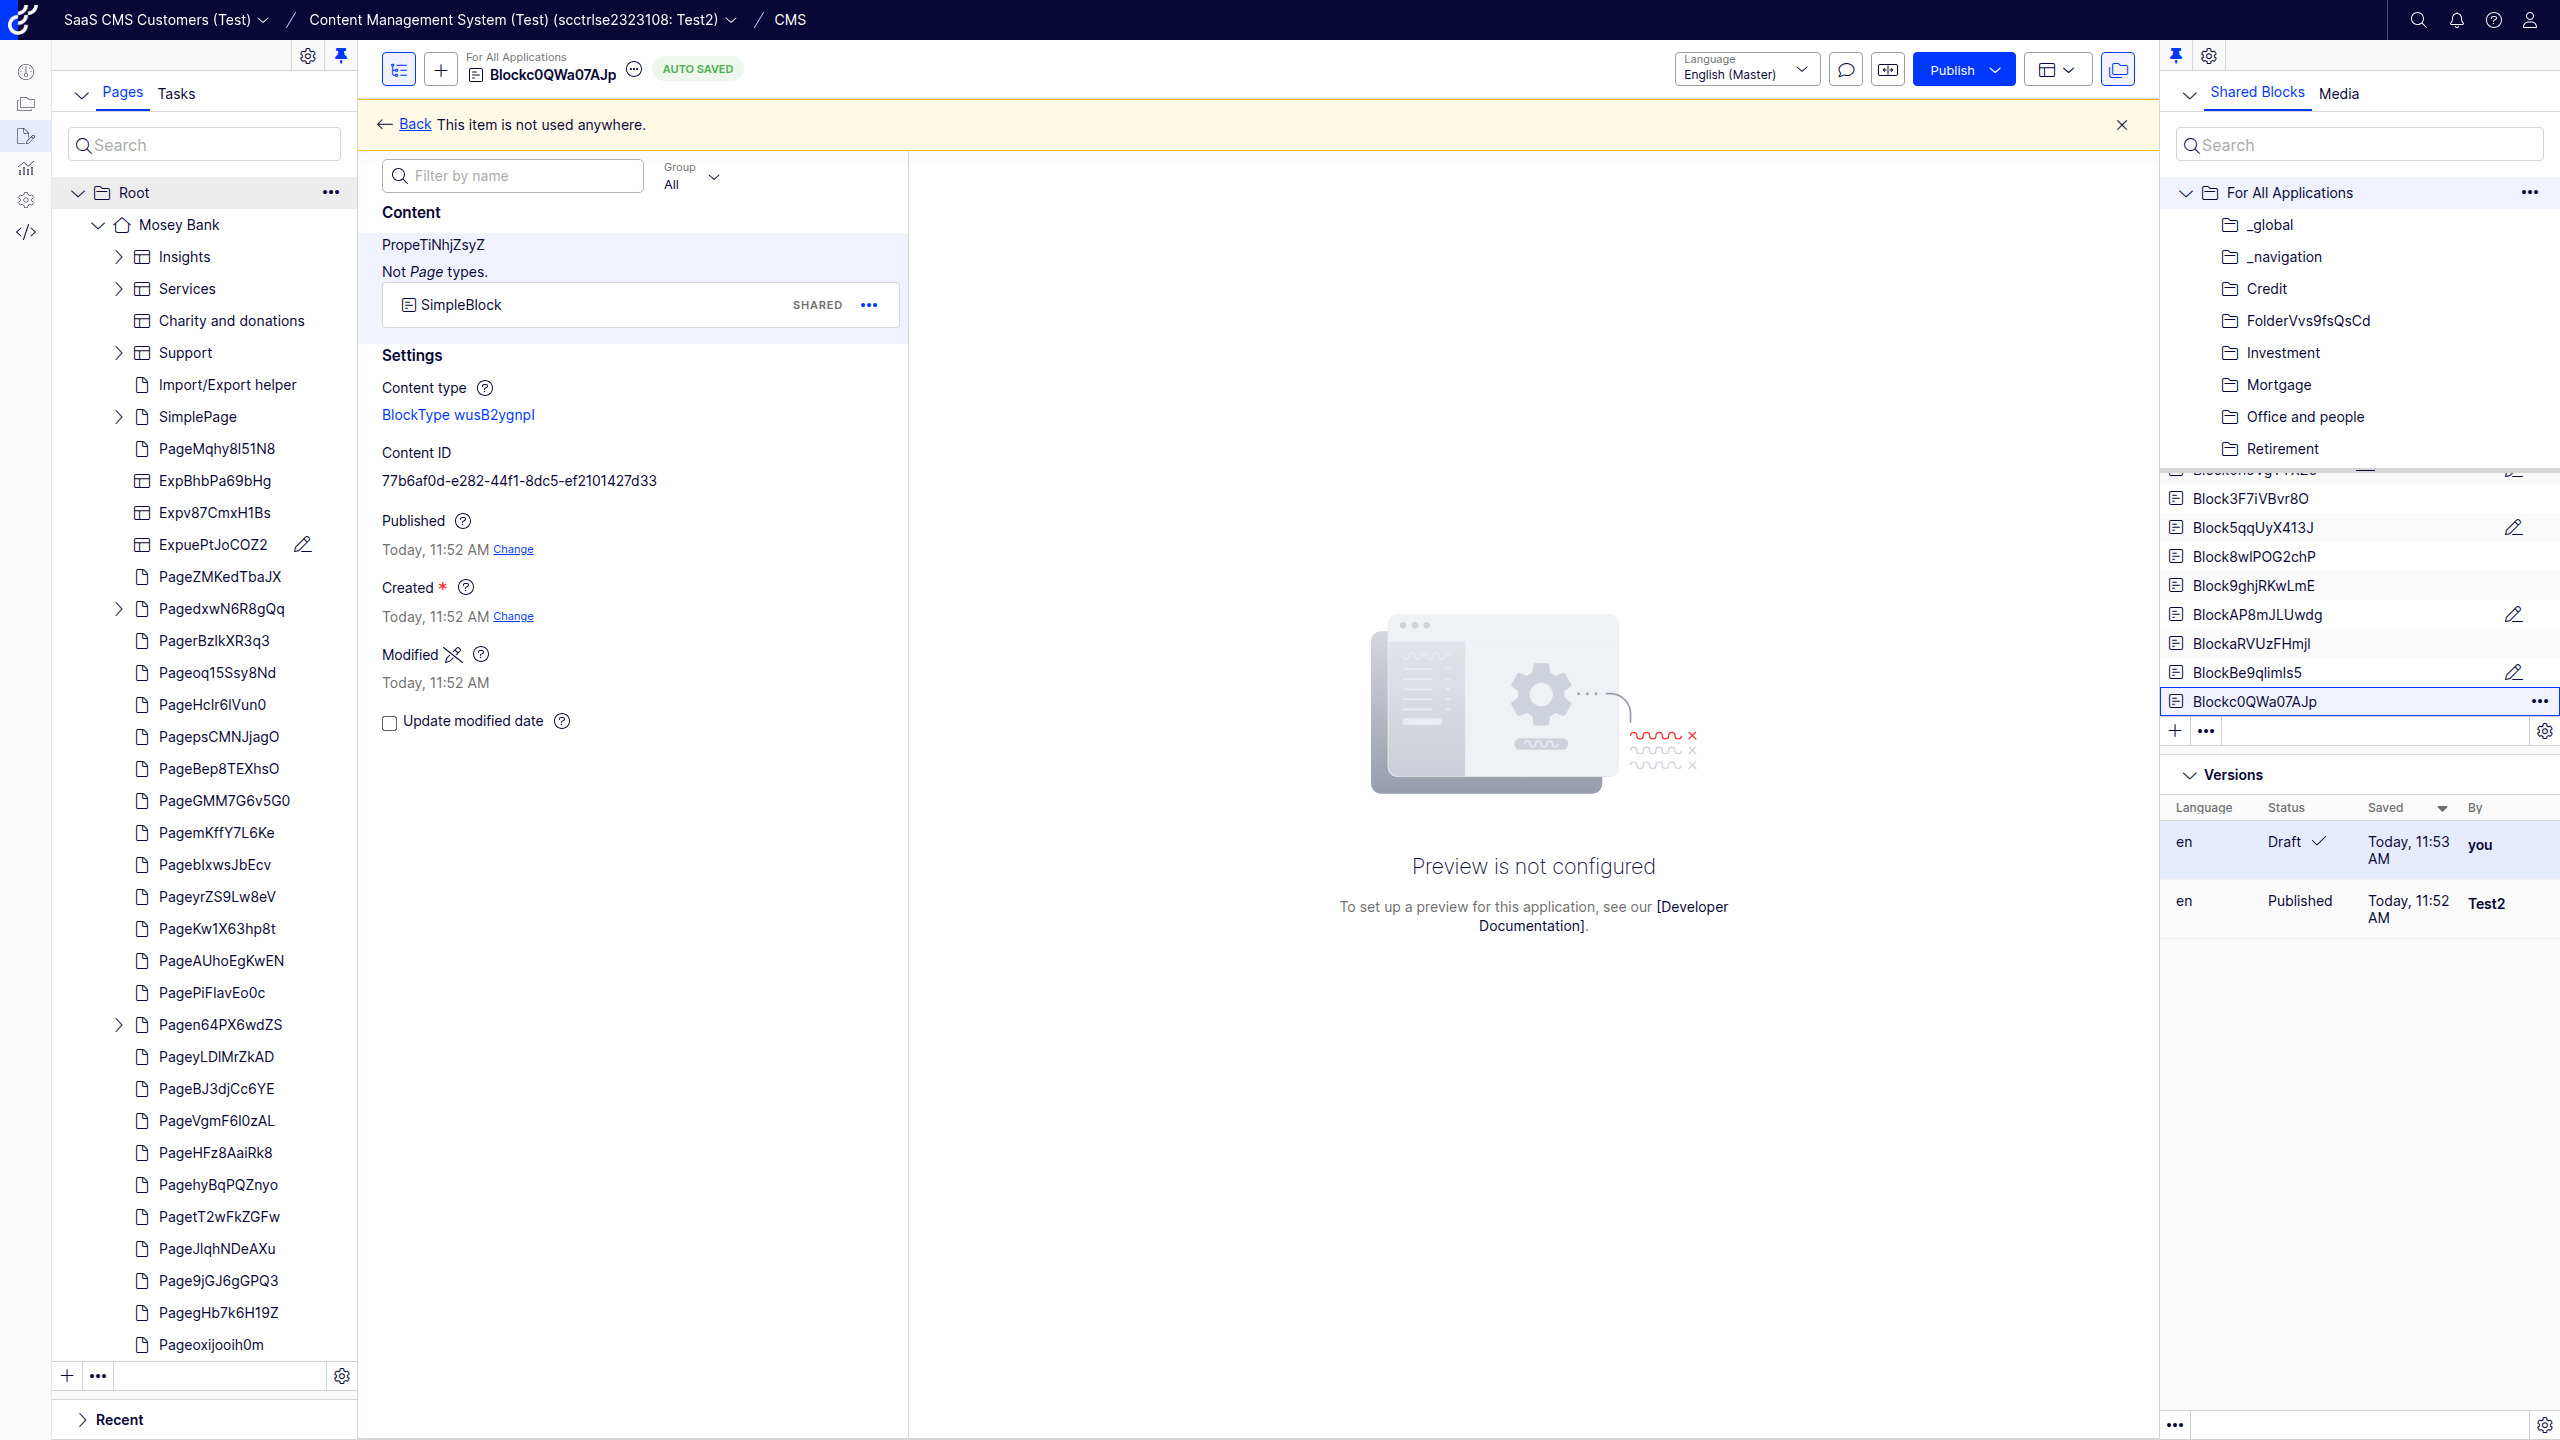 SaaS CMS Customers (Test)
Content Management System (Test) (scctrlse2323108: Test2)
CMS
Pages
Tasks
Search
Root
Mosey Bank
Insights
Services
Charity and donations
Support
Import/Export helper
SimplePage
PageMqhy8I51N8
ExpBhbPa69bHg
Expv87CmxH1Bs
ExpuePtJoCOZ2
PageZMKedTbaJX
PagedxwN6R8gQq
PagerBzlkXR3q3
Pageoq15Ssy8Nd
PageHclr6lVun0
PagepsCMNJjagO
PageBep8TEXhsO
PageGMM7G6v5G0
PagemKffY7L6Ke
PageblxwsJbEcv
PageyrZS9Lw8eV
PageKw1X63hp8t
PageAUhoEgKwEN
PagePiFlavEo0c
Pagen64PX6wdZS
PageyLDlMrZkAD
PageBJ3djCc6YE
PageVgmF6l0zAL
PageHFz8AaiRk8
PagehyBqPQZnyo
PagetT2wFkZGFw
PageJlqhNDeAXu
Page9jGJ6gGPQ3
PagegHb7k6H19Z
Pageoxijooih0m
Recent
For All Applications
Blockc0QWa07AJp
AUTO SAVED
Language
English (Master)
Publish
Back This item is not used anywhere.
Filter by name
Group
All
Content
PropeTiNhjZsyZ
Not Page types.
SimpleBlock
SHARED
Settings
Content type
BlockType wusB2ygnpI
Content ID
77b6af0d-e282-44f1-8dc5-ef2101427d33
Published
Today, 11:52 AM Change
Created *
Today, 11:52 AM Change
Modified
Today, 11:52 AM
Update modified date
Preview is not configured
To set up a preview for this application, see our [Developer
Documentation].
Shared Blocks
Media
Search
For All Applications
_global
_navigation
Credit
FolderVvs9fsQsCd
Investment
Mortgage
Office and people
Retirement
Block3F7iVBvr8O
Block5qqUyX413J
Block8wlPOG2chP
Block9ghjRKwLmE
BlockAP8mJLUwdg
BlockaRVUzFHmjl
BlockBe9qlimls5
Blockc0QWa07AJp
Versions
Language Status Saved By
en Draft Today, 11:53 AM you
en Published Today, 11:52 AM Test2